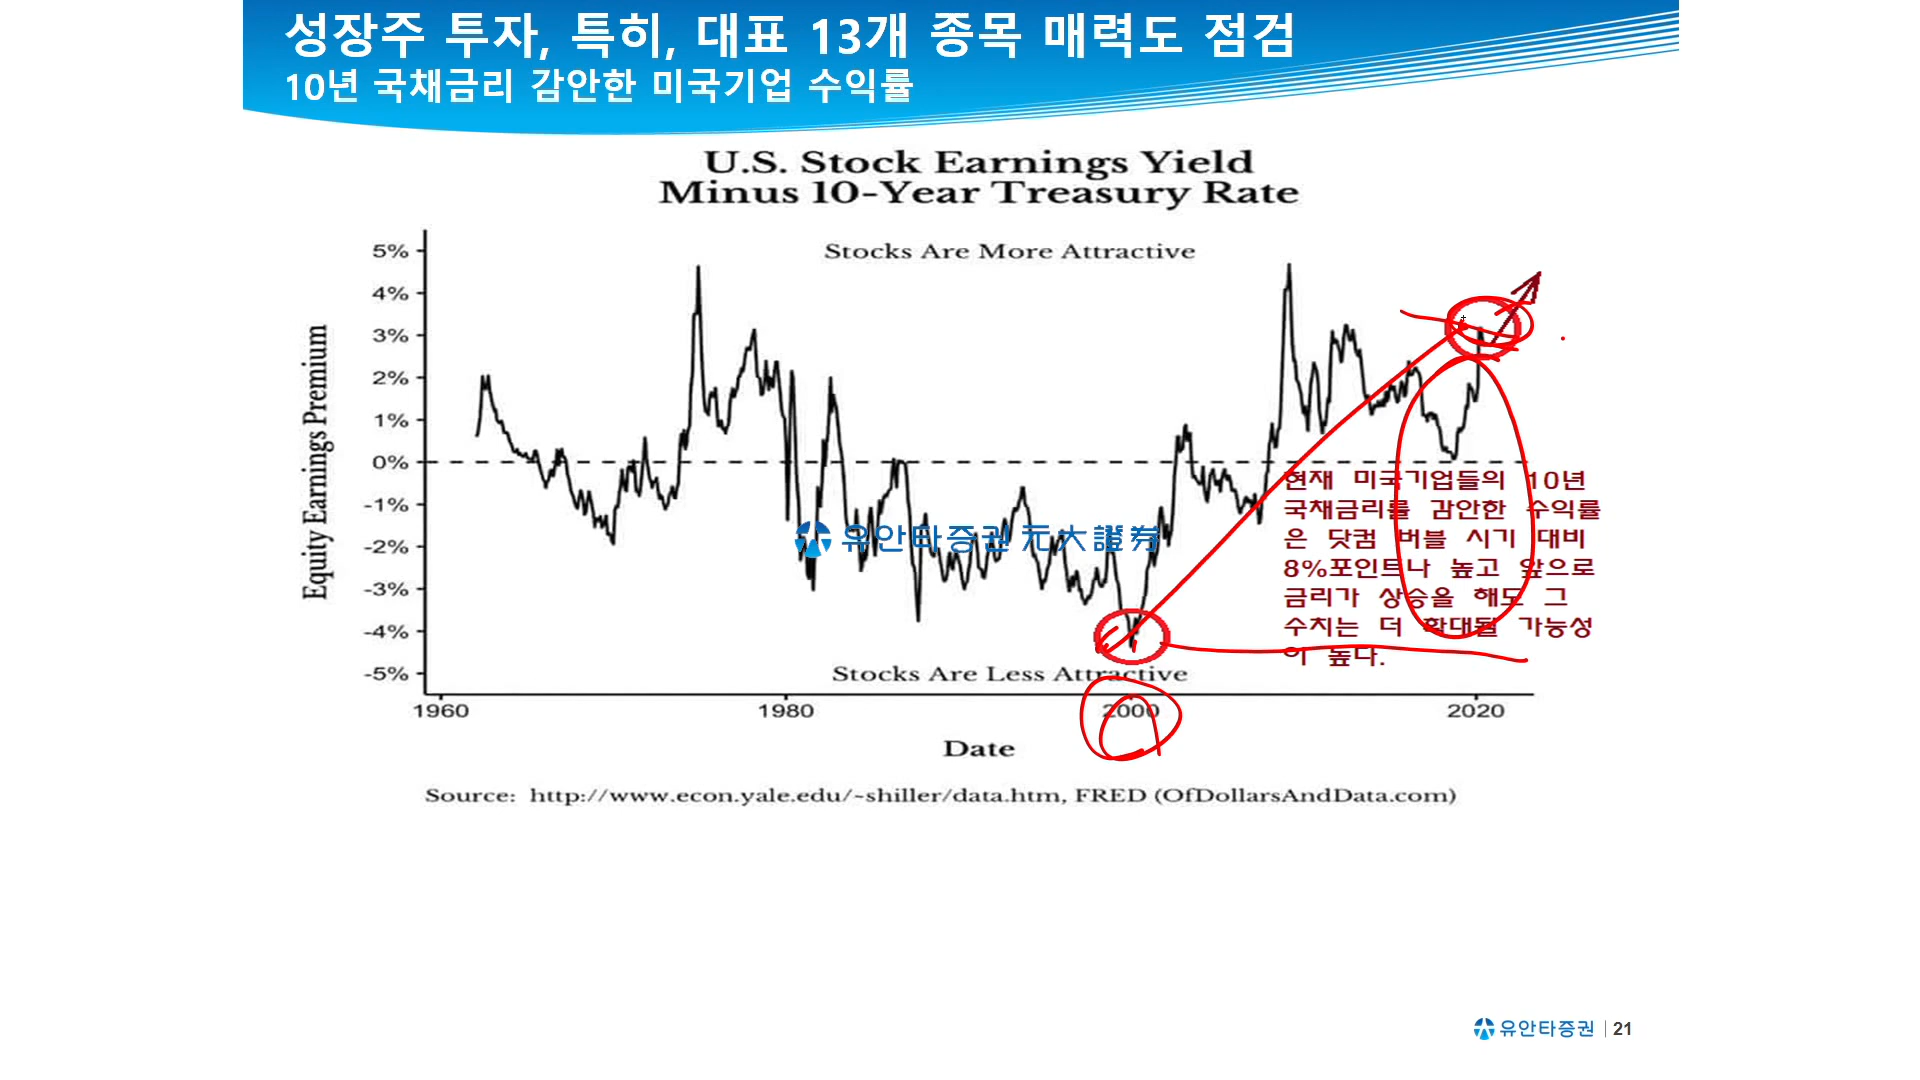 성장주 투자, 특히, 대표 13개 종목 매력도 점검
10년 국채금리 감안한 미국기업 수익률
U.S. Stock Earnings Yield
Minus 10-Year Treasury Rate
Stocks Are More Attractive
5%
4%
3%
2%
1%
0%
-1%
-2%
-3%
-4%
-5%
Equity Earnings Premium
유안타증권 元大證券
현재 미국기업들의 10년
국채금리를 감안한 수익률
은 닷컴 버블 시기 대비
8%포인트나 높고 앞으로
금리가 상승을 해도 그
수치는 더 확대될 가능성
이 높다.
Stocks Are Less Attractive
1960 1980 2000 2020
Date
Source: http://www.econ.yale.edu/~shiller/data.htm, FRED (OfDollarsAndData.com)
유안타증권 21